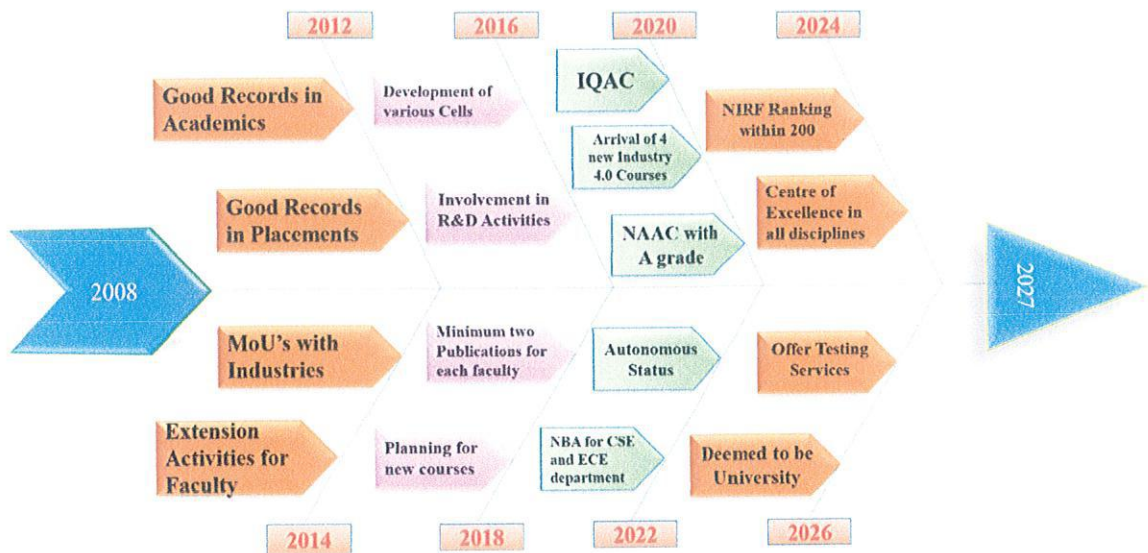 2012
2016
2020
2024
Good Records in
Academics
Development of
various Cells
IQAC
Arrival of 4
new Industry
4.0 Courses
NIRF Ranking
within 200
Good Records
in Placements
Involvement in
R&D Activities
NAAC with
A grade
Centre of
Excellence in
all disciplines
2008
2027
MoU's with
Industries
Minimum two
Publications for
each faculty
Autonomous
Status
Offer Testing
Services
Extension
Activities for
Faculty
Planning for
new courses
NBA for CSE
and ECE
department
Deemed to be
University
2014
2018
2022
2026